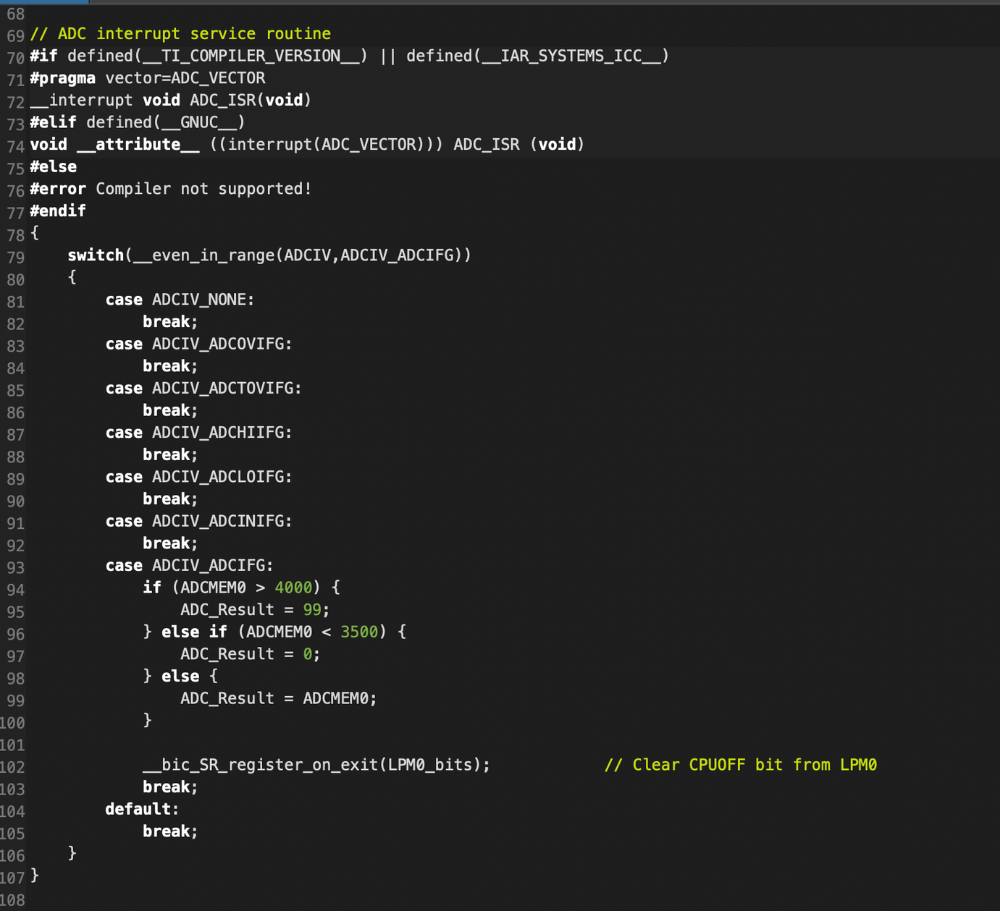 68
69 // ADC interrupt service routine
70 #if defined(__TI_COMPILER_VERSION__) || defined(__IAR_SYSTEMS_ICC__)
71 #pragma vector=ADC_VECTOR
72 __interrupt void ADC_ISR(void)
73 #elif defined(__GNUC__)
74 void __attribute__ ((interrupt(ADC_VECTOR))) ADC_ISR (void)
75 #else
76 #error Compiler not supported!
77 #endif
78 {
79     switch(__even_in_range(ADCIV,ADCIV_ADCIFG))
80     {
81         case ADCIV_NONE:
82             break;
83         case ADCIV_ADCOVIFG:
84             break;
85         case ADCIV_ADCTOVIFG:
86             break;
87         case ADCIV_ADCHIIFG:
88             break;
89         case ADCIV_ADCLOIFG:
90             break;
91         case ADCIV_ADCINIFG:
92             break;
93         case ADCIV_ADCIFG:
94             if (ADCMEM0 > 4000) {
95                 ADC_Result = 99;
96             } else if (ADCMEM0 < 3500) {
97                 ADC_Result = 0;
98             } else {
99                 ADC_Result = ADCMEM0;
100             }
101
102             __bic_SR_register_on_exit(LPM0_bits);            // Clear CPUOFF bit from LPM0
103             break;
104         default:
105             break;
106     }
107 }
108